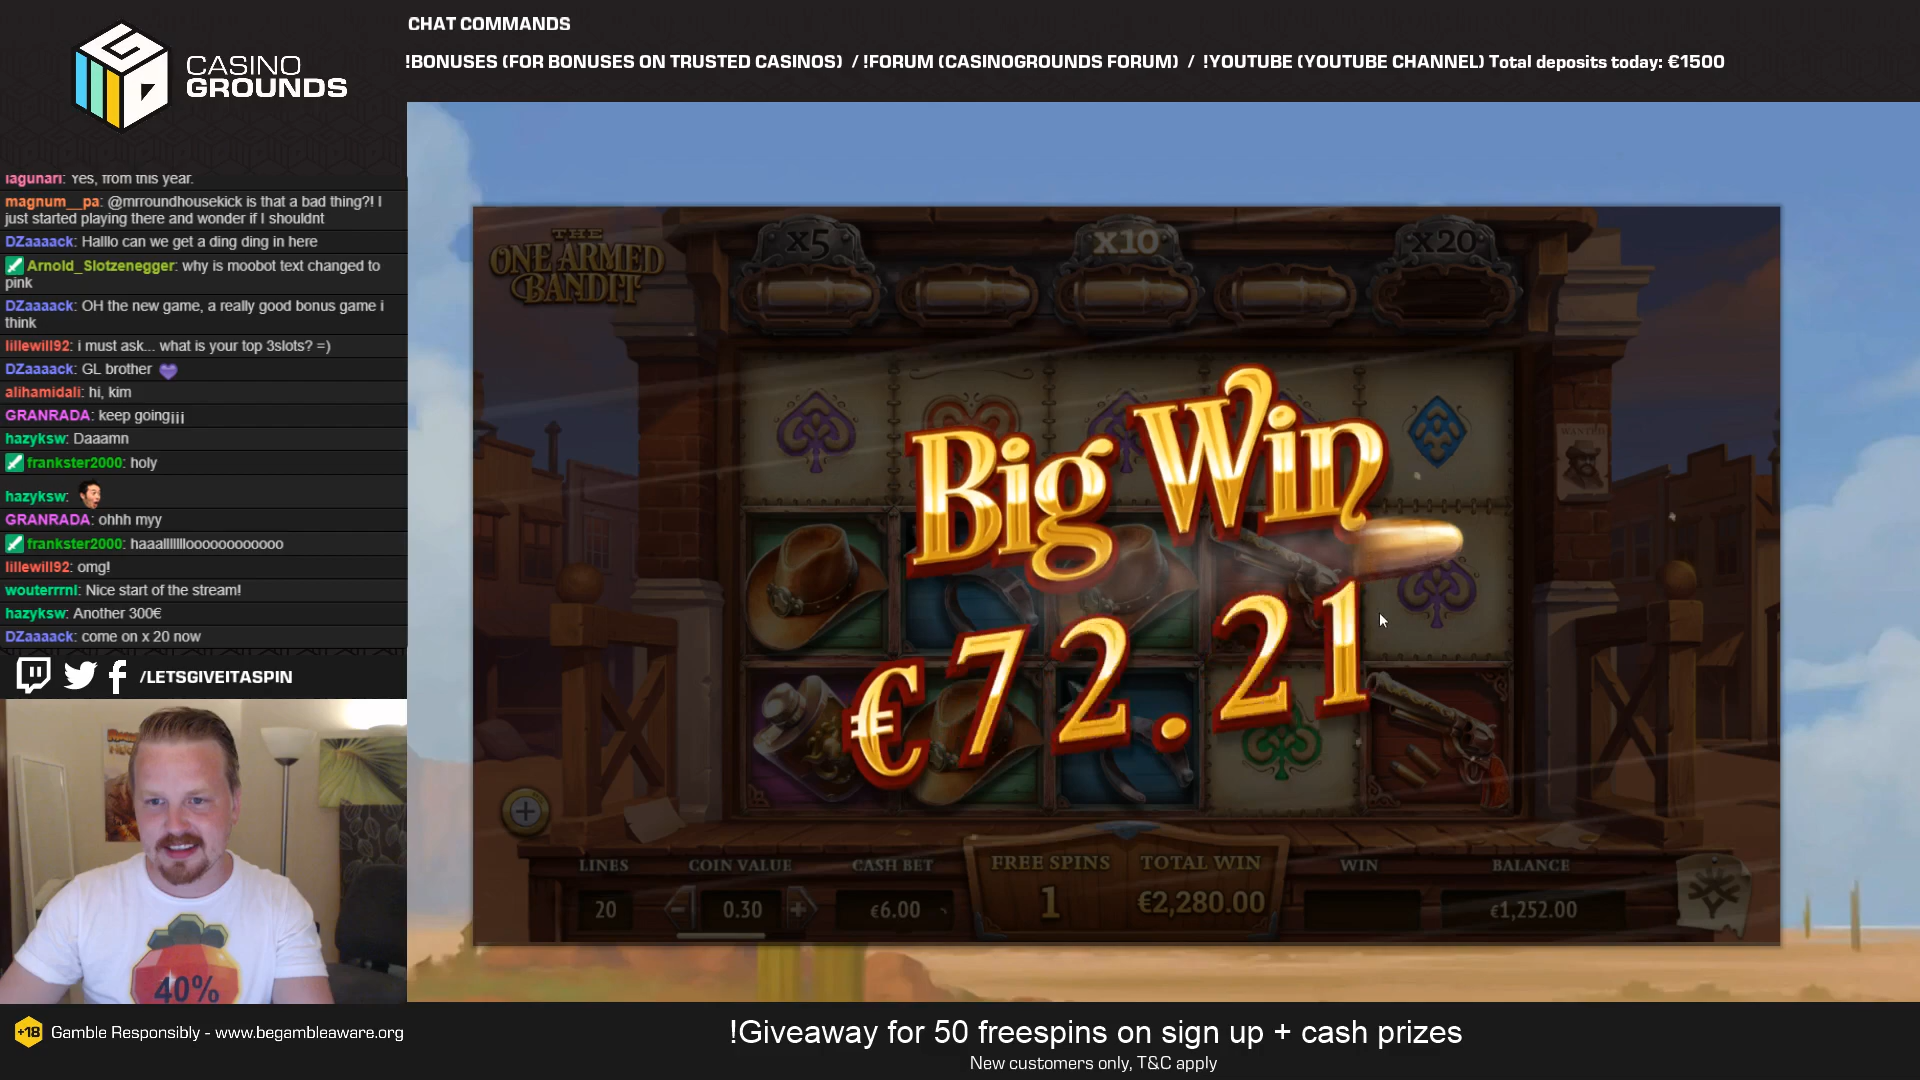 CASINO
GROUNDS
CHAT COMMANDS
!BONUSES (FOR BONUSES ON TRUSTED CASINOS) / !FORUM (CASINOGROUNDS FORUM) / !YOUTUBE (YOUTUBE CHANNEL) Total deposits today: €1500
lagunari: Yes, from this year.
magnum__pa: @mrroundhousekick is that a bad thing?! I
just started playing there and wonder if I shouldnt
DZaaaack: Halllo can we get a ding ding in here
Arnold_Slotzenegger: why is moobot text changed to
pink
DZaaaack: OH the new game, a really good bonus game i
think
lillewill92: i must ask... what is your top 3slots? =)
DZaaaack: GL brother
alihamidali: hi, kim
GRANRADA: keep going¡¡¡
hazyksw: Daaamn
frankster2000: holy
hazyksw:
GRANRADA: ohhh myy
frankster2000: haaallllllloooooooooooo
lillewill92: omg!
wouterrrnl: Nice start of the stream!
hazyksw: Another 300€
DZaaaack: come on x 20 now
/LETSGIVEITASPIN
40%
THE
ONE ARMED
BANDIT
x5
x10
x20
WANTED
Big Win
€72.21
LINES
20
COIN VALUE
0.30
CASH BET
€6.00
FREE SPINS
1
TOTAL WIN
€2,280.00
WIN
BALANCE
€1,252.00
+18 Gamble Responsibly - www.begambleaware.org
!Giveaway for 50 freespins on sign up + cash prizes
New customers only, T&C apply